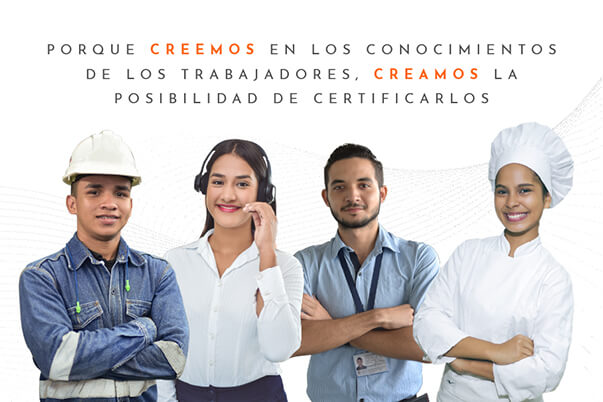 PORQUE CREEMOS EN LOS CONOCIMIENTOS
DE LOS TRABAJADORES, CREAMOS LA
POSIBILIDAD DE CERTIFICARLOS